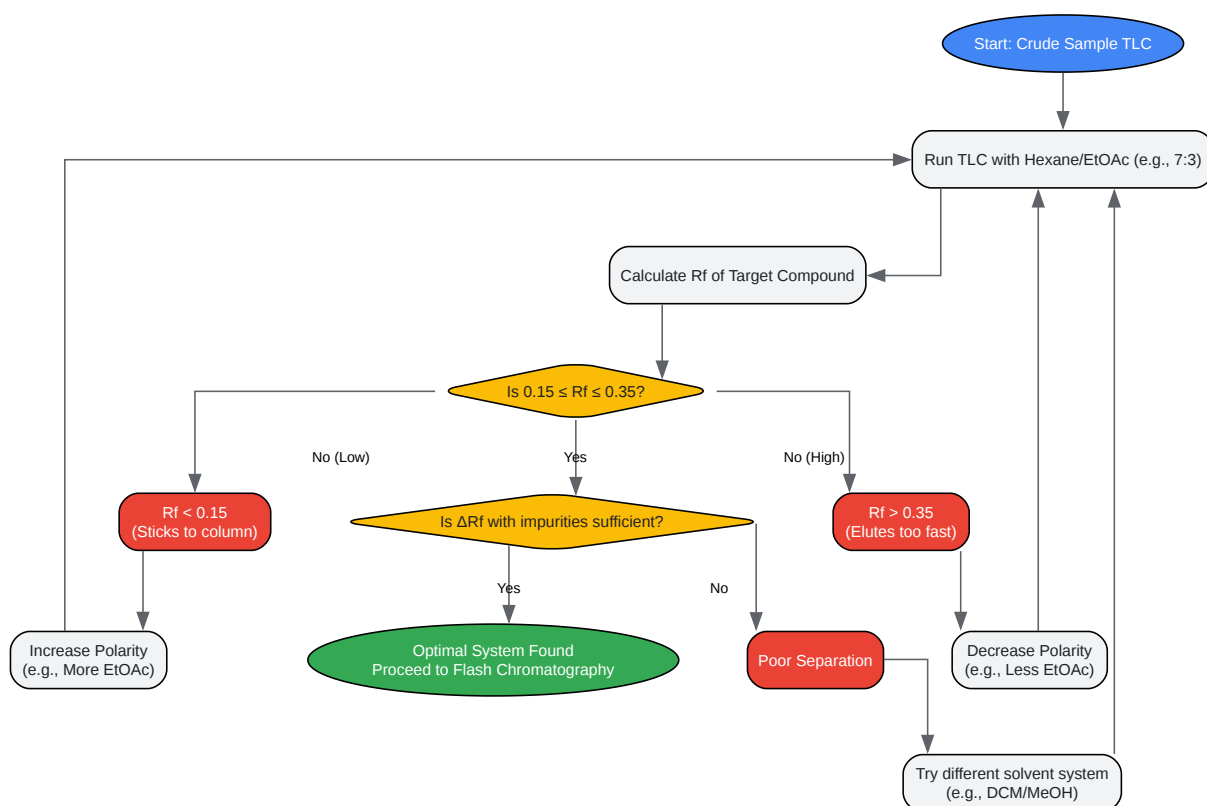 Start: Crude Sample TLC
Run TLC with Hexane/EtOAc (e.g., 7:3)
Calculate Rf of Target Compound
Is 0.15 ≤ Rf ≤ 0.35?
No (Low)
Yes
No (High)
Rf < 0.15
(Sticks to column)
Is ΔRf with impurities sufficient?
Rf > 0.35
(Elutes too fast)
Yes
No
Increase Polarity
(e.g., More EtOAc)
Optimal System Found
Proceed to Flash Chromatography
Poor Separation
Decrease Polarity
(e.g., Less EtOAc)
Try different solvent system
(e.g., DCM/MeOH)